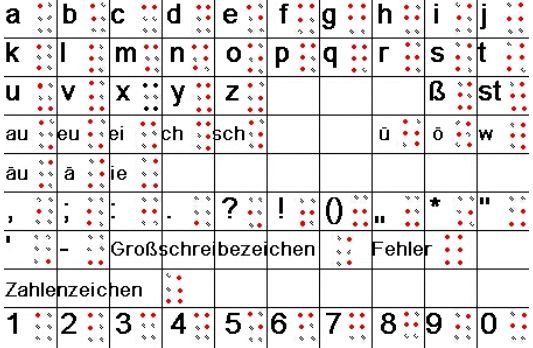 a b c d e f g h i j
k l m n o p q r s t
u v x y z ß st
au eu ei ch sch ū ō w
āu ā ie
, ; : . ? ! () „ * "
' - Großschreibezeichen Fehler
Zahlenzeichen
1 2 3 4 5 6 7 8 9 0